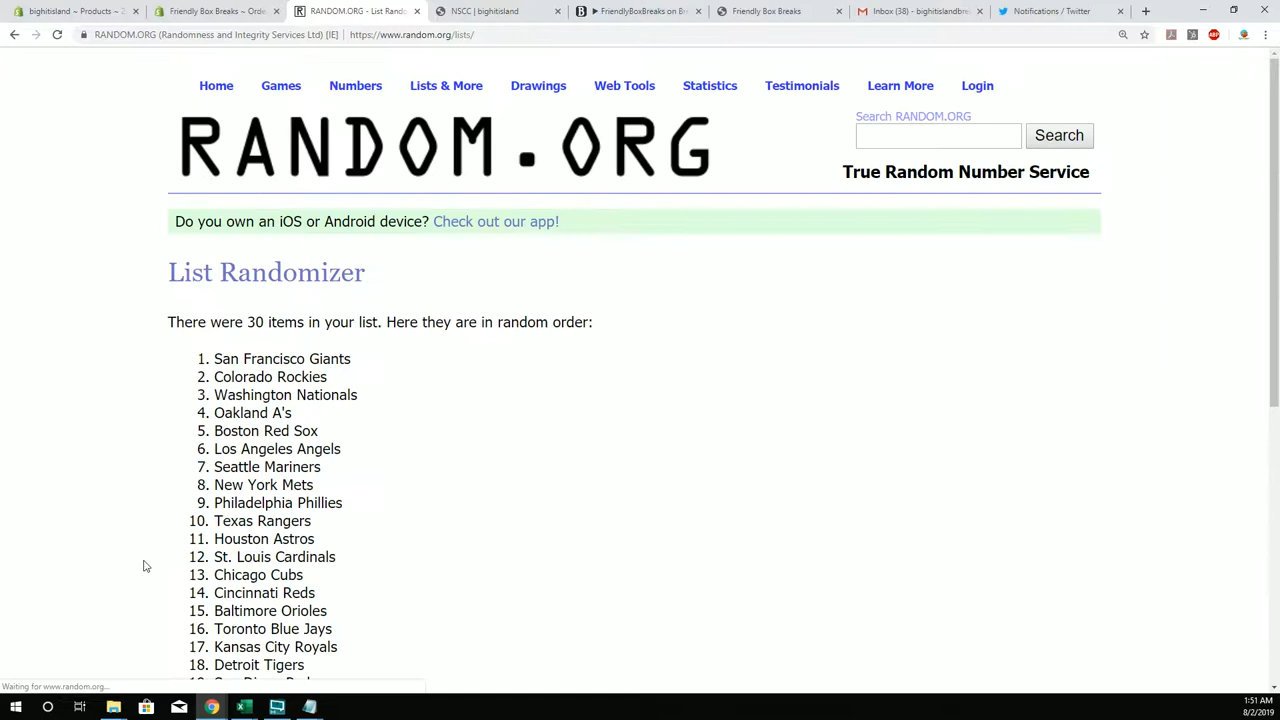 bighitisland ~ Products ~ 2
Friendly Box Breaks ~ Orde
RANDOM.ORG - List Rando
NSCC | bighitisland
FriendlyBoxBreaks on Br
Friendly Box Breaks
Inbox (38) - bighitislandbre
Notifications / Twitter
RANDOM.ORG (Randomness and Integrity Services Ltd) [IE] | https://www.random.org/lists/
Home Games Numbers Lists & More Drawings Web Tools Statistics Testimonials Learn More Login
RANDOM.ORG
Search RANDOM.ORG
Search
True Random Number Service
Do you own an iOS or Android device? Check out our app!
List Randomizer
There were 30 items in your list. Here they are in random order:
1. San Francisco Giants
2. Colorado Rockies
3. Washington Nationals
4. Oakland A's
5. Boston Red Sox
6. Los Angeles Angels
7. Seattle Mariners
8. New York Mets
9. Philadelphia Phillies
10. Texas Rangers
11. Houston Astros
12. St. Louis Cardinals
13. Chicago Cubs
14. Cincinnati Reds
15. Baltimore Orioles
16. Toronto Blue Jays
17. Kansas City Royals
18. Detroit Tigers
Waiting for www.random.org...
1:51 AM
8/2/2019